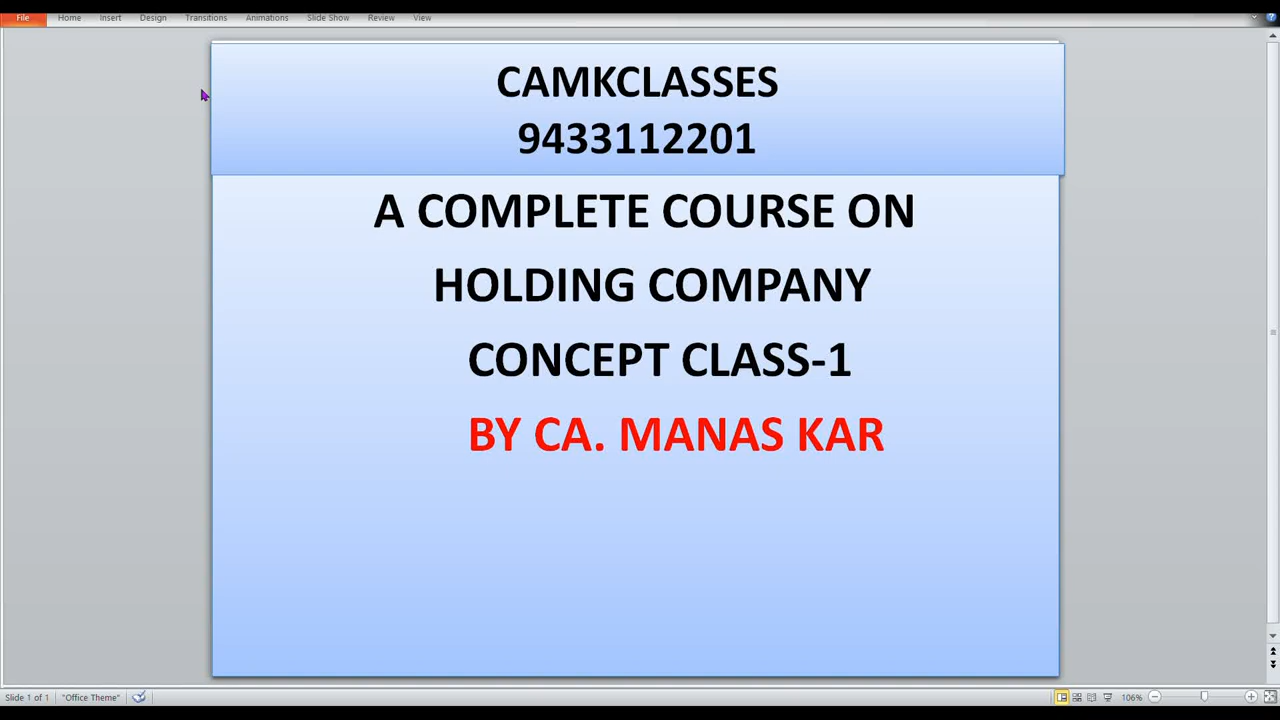 File Home Insert Design Transitions Animations Slide Show Review View
CAMKCLASSES
9433112201
A COMPLETE COURSE ON
HOLDING COMPANY
CONCEPT CLASS-1
BY CA. MANAS KAR
Slide 1 of 1 "Office Theme" 106%